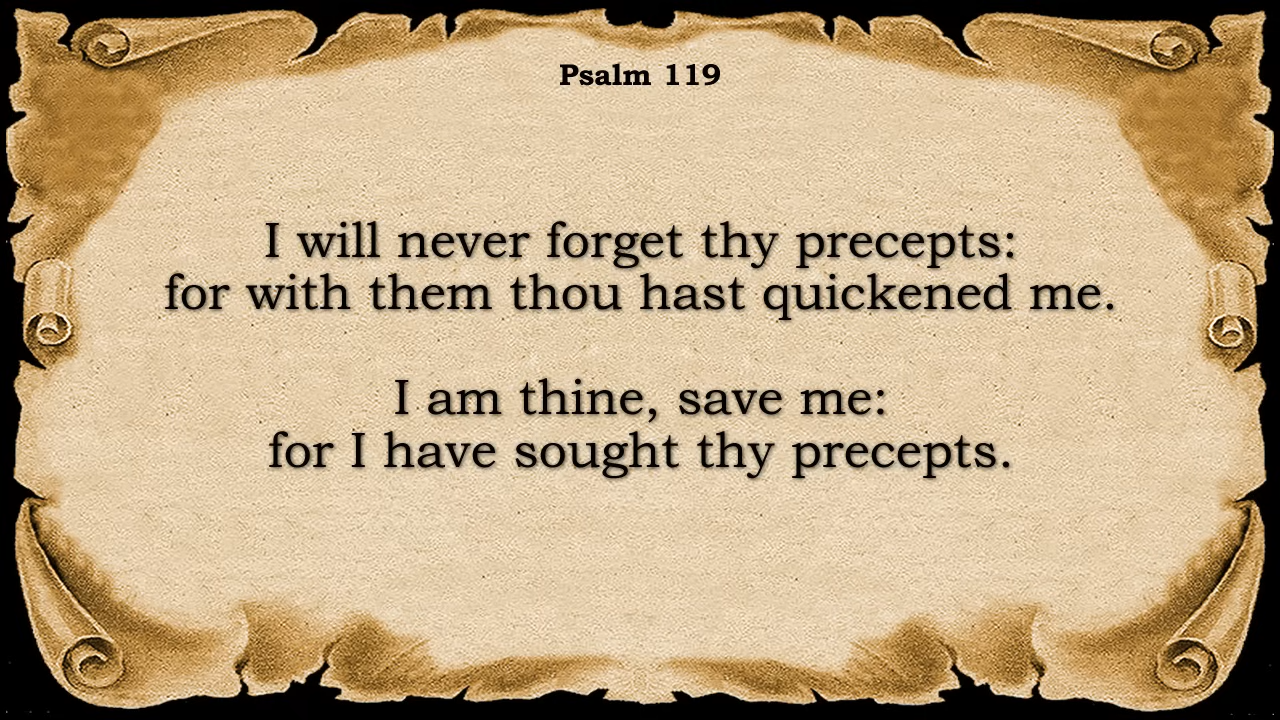 Psalm 119
I will never forget thy precepts:
for with them thou hast quickened me.
I am thine, save me:
for I have sought thy precepts.